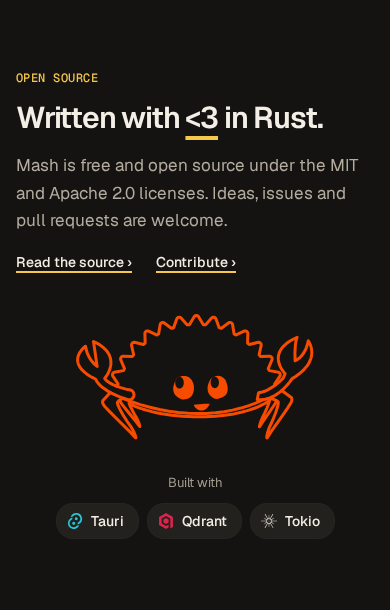 OPEN SOURCE
Written with <3 in Rust.
Mash is free and open source under the MIT
and Apache 2.0 licenses. Ideas, issues and
pull requests are welcome.
Read the source › Contribute ›
Built with
Tauri Qdrant Tokio